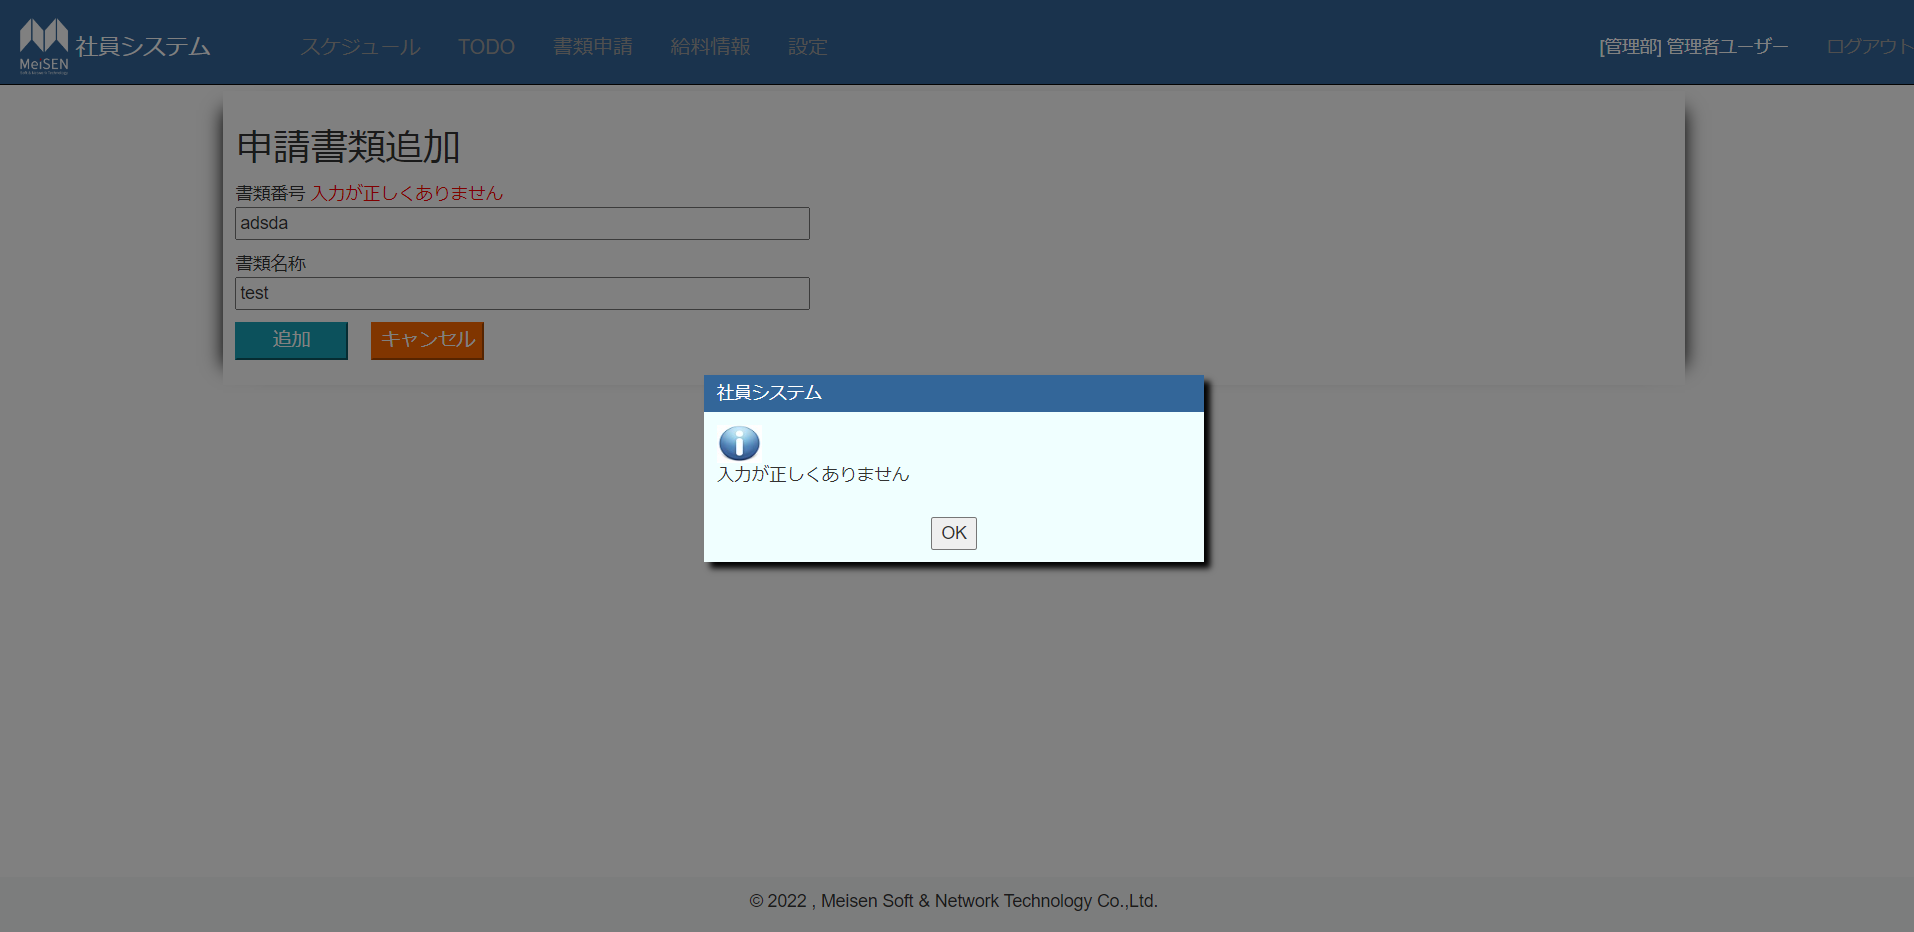 MeiSEN
社員システム
スケジュール
TODO
書類申請
給料情報
設定
[管理部] 管理者ユーザー
ログアウト
申請書類追加
書類番号 入力が正しくありません
adsda
書類名称
test
追加
キャンセル
社員システム
入力が正しくありません
OK
© 2022 , Meisen Soft & Network Technology Co.,Ltd.